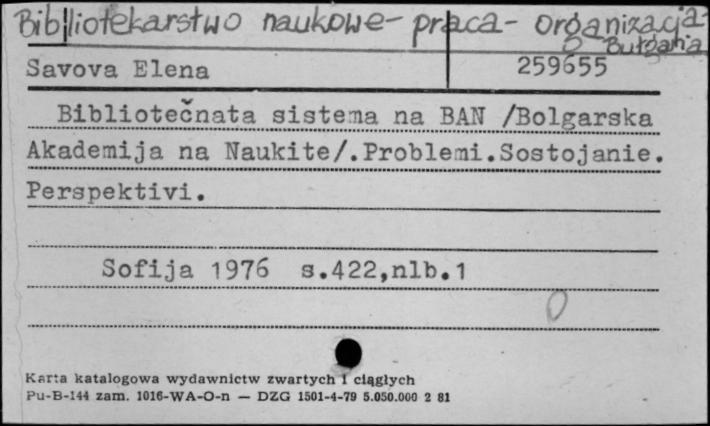 Bibliotekarstwo naukowe - praca - organizacja -
Bułgaria
Savova Elena 259655
Bibliotečnata sistema na BAN /Bolgarska
Akademija na Naukite/.Problemi.Sostojanie.
Perspektivi.
Sofija 1976 s.422,nlb.1
0
Karta katalogowa wydawnictw zwartych i ciągłych
Pu-B-144 zam. 1016-WA-O-n — DZG 1501-4-79 5.050.000 2 81